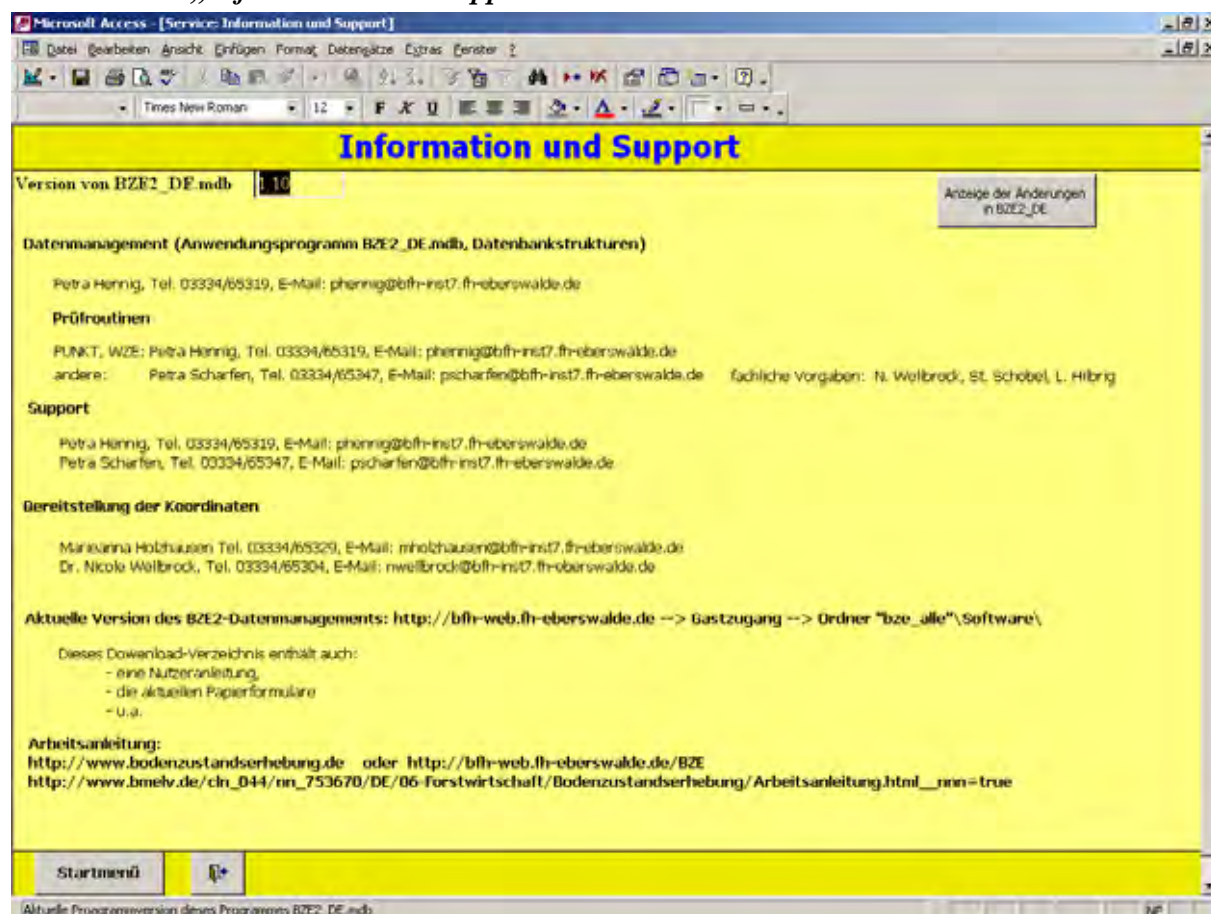 Microsoft Access - [Service: Information und Support]
Datei Bearbeiten Ansicht Einfügen Format Datensätze Extras Fenster ?
Times New Roman 12 F K U
Information und Support
Version von BZE2_DE.mdb 1.10
Anzeige der Änderungen
in BZE2_DE
Datenmanagement (Anwendungsprogramm BZE2_DE.mdb, Datenbankstrukturen)
Petra Hennig, Tel. 03334/65319, E-Mail: phennig@bfh-inst7.fh-eberswalde.de
Prüfroutinen
PUNKT, WZE: Petra Hennig, Tel. 03334/65319, E-Mail: phennig@bfh-inst7.fh-eberswalde.de
andere: Petra Scharfen, Tel. 03334/65347, E-Mail: pscharfen@bfh-inst7.fh-eberswalde.de fachliche Vorgaben: N. Wellbrock, St. Schobel, L. Hilbrig
Support
Petra Hennig, Tel. 03334/65319, E-Mail: phennig@bfh-inst7.fh-eberswalde.de
Petra Scharfen, Tel. 03334/65347, E-Mail: pscharfen@bfh-inst7.fh-eberswalde.de
Bereitstellung der Koordinaten
Holzhausen Tel. 03334/65329, E-Mail: mholzhausen@bfh-inst7.fh-eberswalde.de
Dr. Nicole Wellbrock, Tel. 03334/65304, E-Mail: nwellbrock@bfh-inst7.fh-eberswalde.de
Aktuelle Version des BZE2-Datenmanagements: http://bfh-web.fh-eberswalde.de --> Gastzugang --> Ordner "bze_alle"\Software\
Dieses Dowenload-Verzeichnis enthält auch:
- eine Nutzeranleitung,
- die aktuellen Papierformulare
- u.a.
Arbeitsanleitung:
http://www.bodenzustandserhebung.de oder http://bfh-web.fh-eberswalde.de/BZE
http://www.bmelv.de/cln_044/nn_753670/DE/06-Forstwirtschaft/Bodenzustandserhebung/Arbeitsanleitung.html__nnn=true
Startmenü
Aktuelle Programmversion dieses Programmes BZE2_DE.mdb
NF